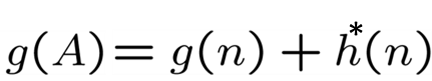 g(A) = g(n) + h*(n)